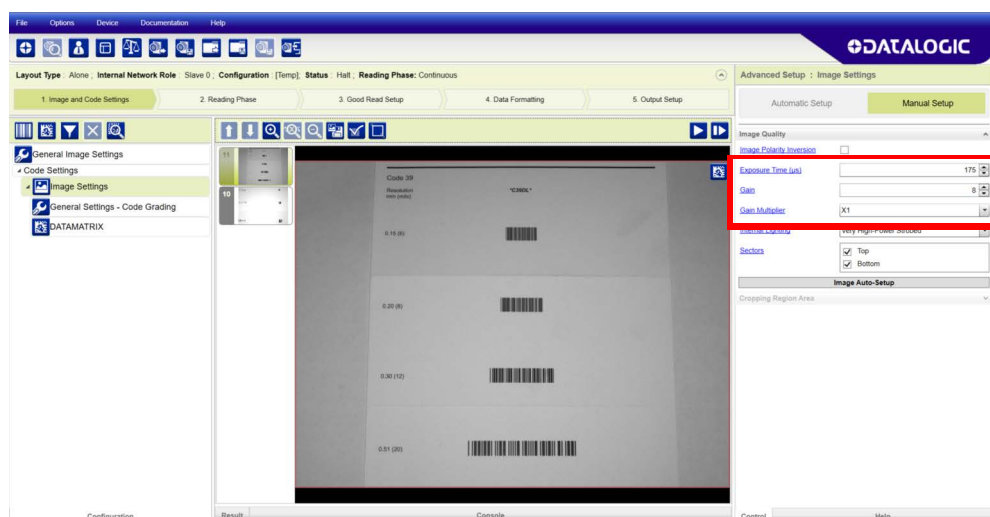 File Options Device Documentation Help
DATALOGIC
Layout Type : Alone ; Internal Network Role : Slave 0 ; Configuration : [Temp]; Status : Halt ; Reading Phase: Continuous
Advanced Setup : Image Settings
1. Image and Code Settings 2. Reading Phase 3. Good Read Setup 4. Data Formatting 5. Output Setup
Automatic Setup Manual Setup
General Image Settings
Code Settings
Image Settings
General Settings - Code Grading
DATAMATRIX
11
10
Code 39
Resolution
mm (mils)
*C39DL*
0.15 (6)
0.20 (8)
0.30 (12)
0.51 (20)
Image Quality
Image Polarity Inversion
Exposure Time (µs) 175
Gain 8
Gain Multiplier X1
Internal Lighting Very High-Power Strobed
Sectors Top
Bottom
Image Auto-Setup
Cropping Region Area
Configuration Result Console Control Help